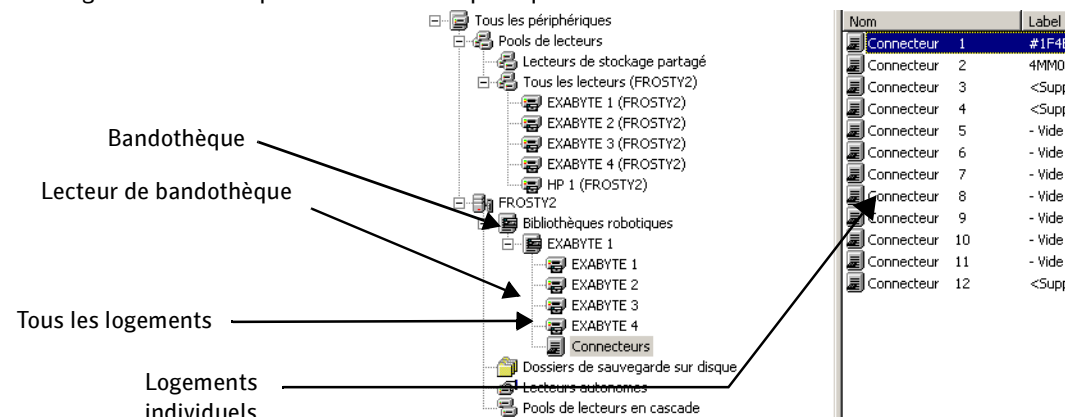 Tous les périphériques
Pools de lecteurs
Lecteurs de stockage partagé
Tous les lecteurs (FROSTY2)
EXABYTE 1 (FROSTY2)
EXABYTE 2 (FROSTY2)
EXABYTE 3 (FROSTY2)
EXABYTE 4 (FROSTY2)
HP 1 (FROSTY2)
FROSTY2
Bibliothèques robotiques
EXABYTE 1
EXABYTE 1
EXABYTE 2
EXABYTE 3
EXABYTE 4
Connecteurs
Dossiers de sauvegarde sur disque
Lecteurs autonomes
Pools de lecteurs en cascade
Bandothèque
Lecteur de bandothèque
Tous les logements
Logements
individuels
Nom Label
Connecteur 1 #1F4
Connecteur 2 4MM0
Connecteur 3 <Supp
Connecteur 4 <Supp
Connecteur 5 - Vide
Connecteur 6 - Vide
Connecteur 7 - Vide
Connecteur 8 - Vide
Connecteur 9 - Vide
Connecteur 10 - Vide
Connecteur 11 - Vide
Connecteur 12 <Supp